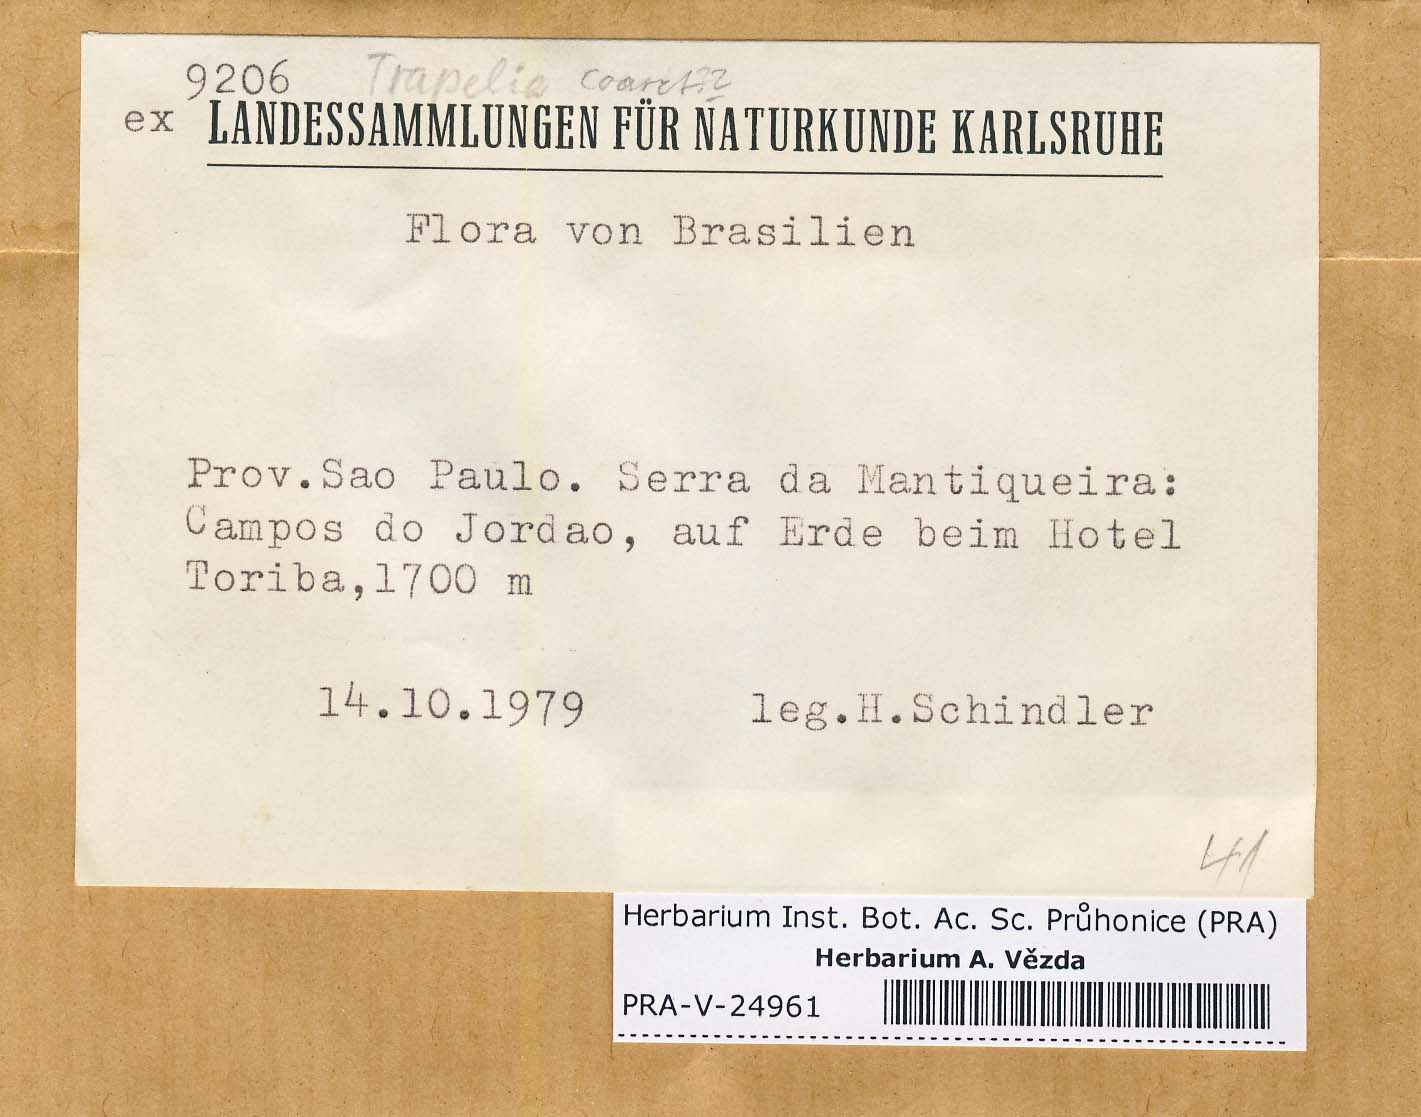 9206 Trapelia coarct??
ex LANDESSAMMLUNGEN FÜR NATURKUNDE KARLSRUHE
Flora von Brasilien
Prov.Sao Paulo. Serra da Mantiqueira:
Campos do Jordao, auf Erde beim Hotel
Toriba,1700 m
14.10.1979 leg.H.Schindler
41
Herbarium Inst. Bot. Ac. Sc. Průhonice (PRA)
Herbarium A. Vězda
PRA-V-24961